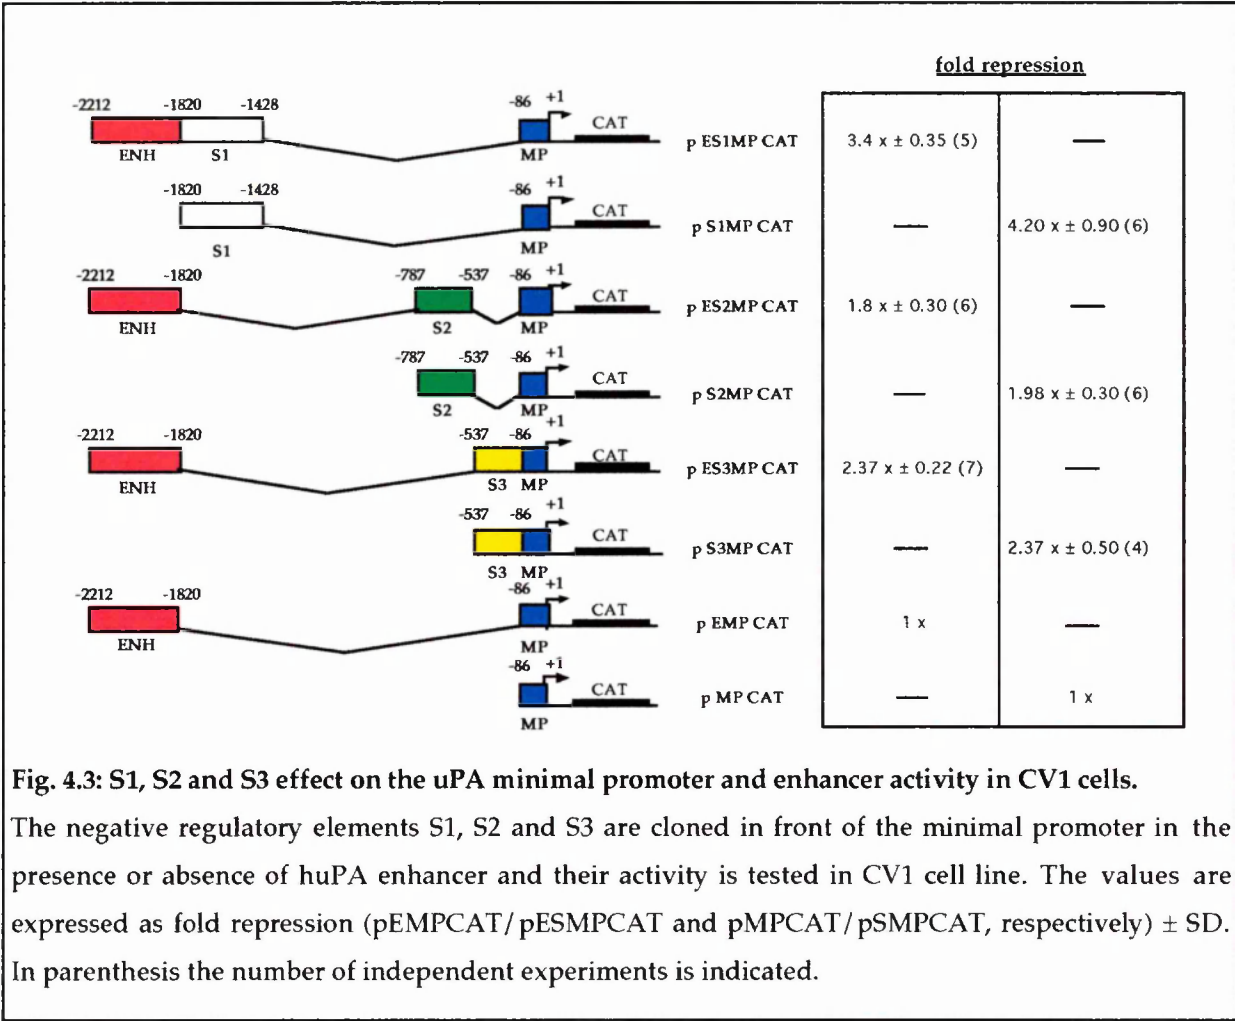 fold repression
-2212 -1820 -1428 -86 +1
CAT
ENH S1 MP
p ES1MP CAT 3.4 x ± 0.35 (5) —
-1820 -1428 -86 +1
CAT
S1 MP
p S1MP CAT — 4.20 x ± 0.90 (6)
-2212 -1820 -787 -537 -86 +1
CAT
ENH S2 MP
p ES2MP CAT 1.8 x ± 0.30 (6) —
-787 -537 -86 +1
CAT
S2 MP
p S2MP CAT — 1.98 x ± 0.30 (6)
-2212 -1820 -537 -86 +1
CAT
ENH S3 MP
p ES3MP CAT 2.37 x ± 0.22 (7) —
-537 -86 +1
CAT
S3 MP
p S3MP CAT — 2.37 x ± 0.50 (4)
-2212 -1820 -86 +1
CAT
ENH MP
p EMP CAT 1 x —
-86 +1
CAT
MP
p MP CAT — 1 x
Fig. 4.3: S1, S2 and S3 effect on the uPA minimal promoter and enhancer activity in CV1 cells.
The negative regulatory elements S1, S2 and S3 are cloned in front of the minimal promoter in the
presence or absence of huPA enhancer and their activity is tested in CV1 cell line. The values are
expressed as fold repression (pEMPCAT/pESMPCAT and pMPCAT/pSMPCAT, respectively) ± SD.
In parenthesis the number of independent experiments is indicated.